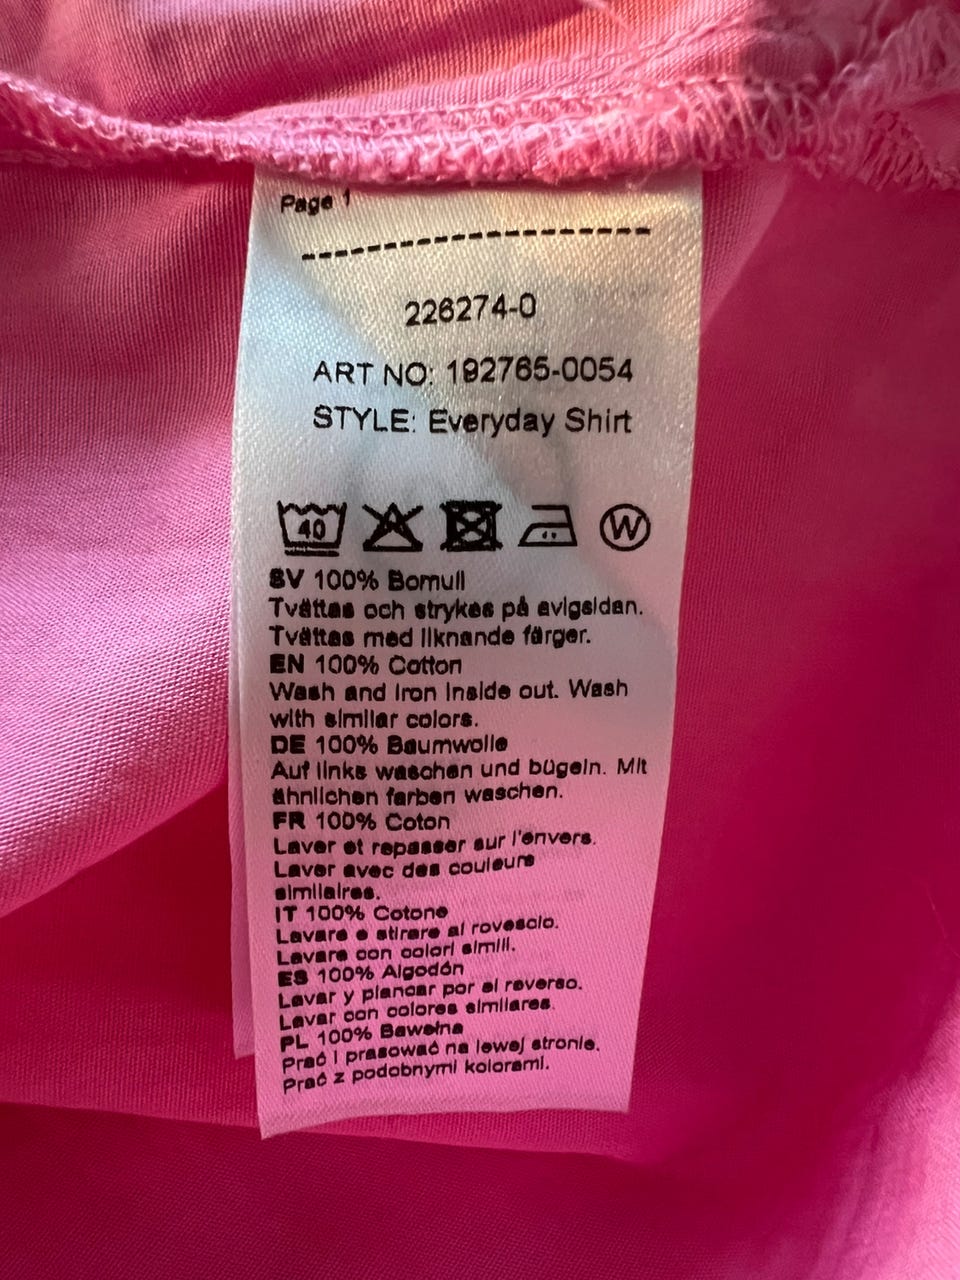 Page 1
--------------------
226274-0
ART NO: 192765-0054
STYLE: Everyday Shirt
40 W
SV 100% Bomull
Tvättas och strykes på avigsidan.
Tvättas med liknande färger.
EN 100% Cotton
Wash and Iron Inside out. Wash
with similar colors.
DE 100% Baumwolle
Auf links waschen und bügeln. Mit
ähnlichen farben waschen.
FR 100% Coton
Laver et repasser sur l'envers.
Laver avec des couleurs
similaires.
IT 100% Cotone
Lavare e stirare al rovescio.
Lavare con colori simili.
ES 100% Algodón
Lavar y plancar por el reverso.
Lavar con colores similares.
PL 100% Bawełna
Prać i prasować na lewej stronie.
Prać z podobnymi kolorami.